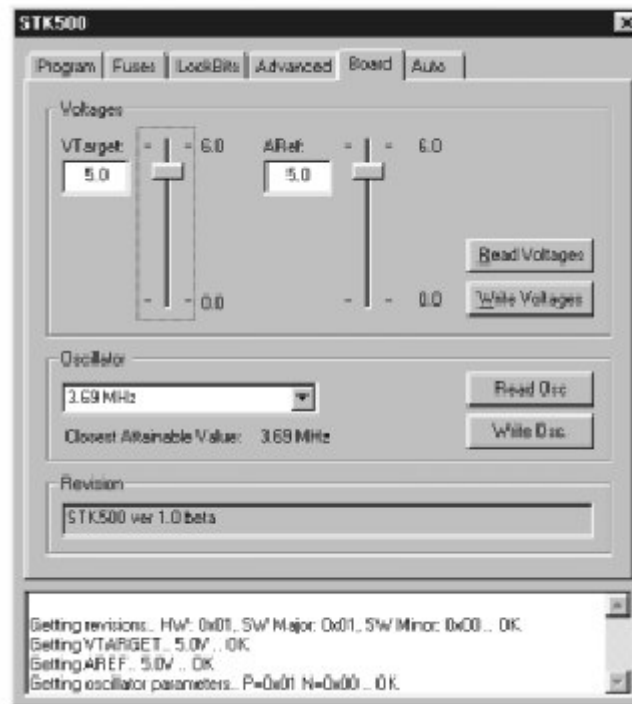 STK500
Program Fuses LockBits Advanced Board Auto
Voltages
VTarget: 6.0 ARef: 6.0
5.0 5.0
Read Voltages
0.0 0.0 Write Voltages
Oscillator
3.69 MHz Read Osc
Closest Attainable Value: 3.69 MHz Write Osc
Revision
STK500 ver 1.0 beta
Getting revisions.. HW: 0x01, SW Major: 0x01, SW Minor: 0x00 .. OK
Getting VTARGET.. 5.0V .. OK
Getting AREF.. 5.0V .. OK
Getting oscillator parameters.. P=0x01 N=0x00 .. OK